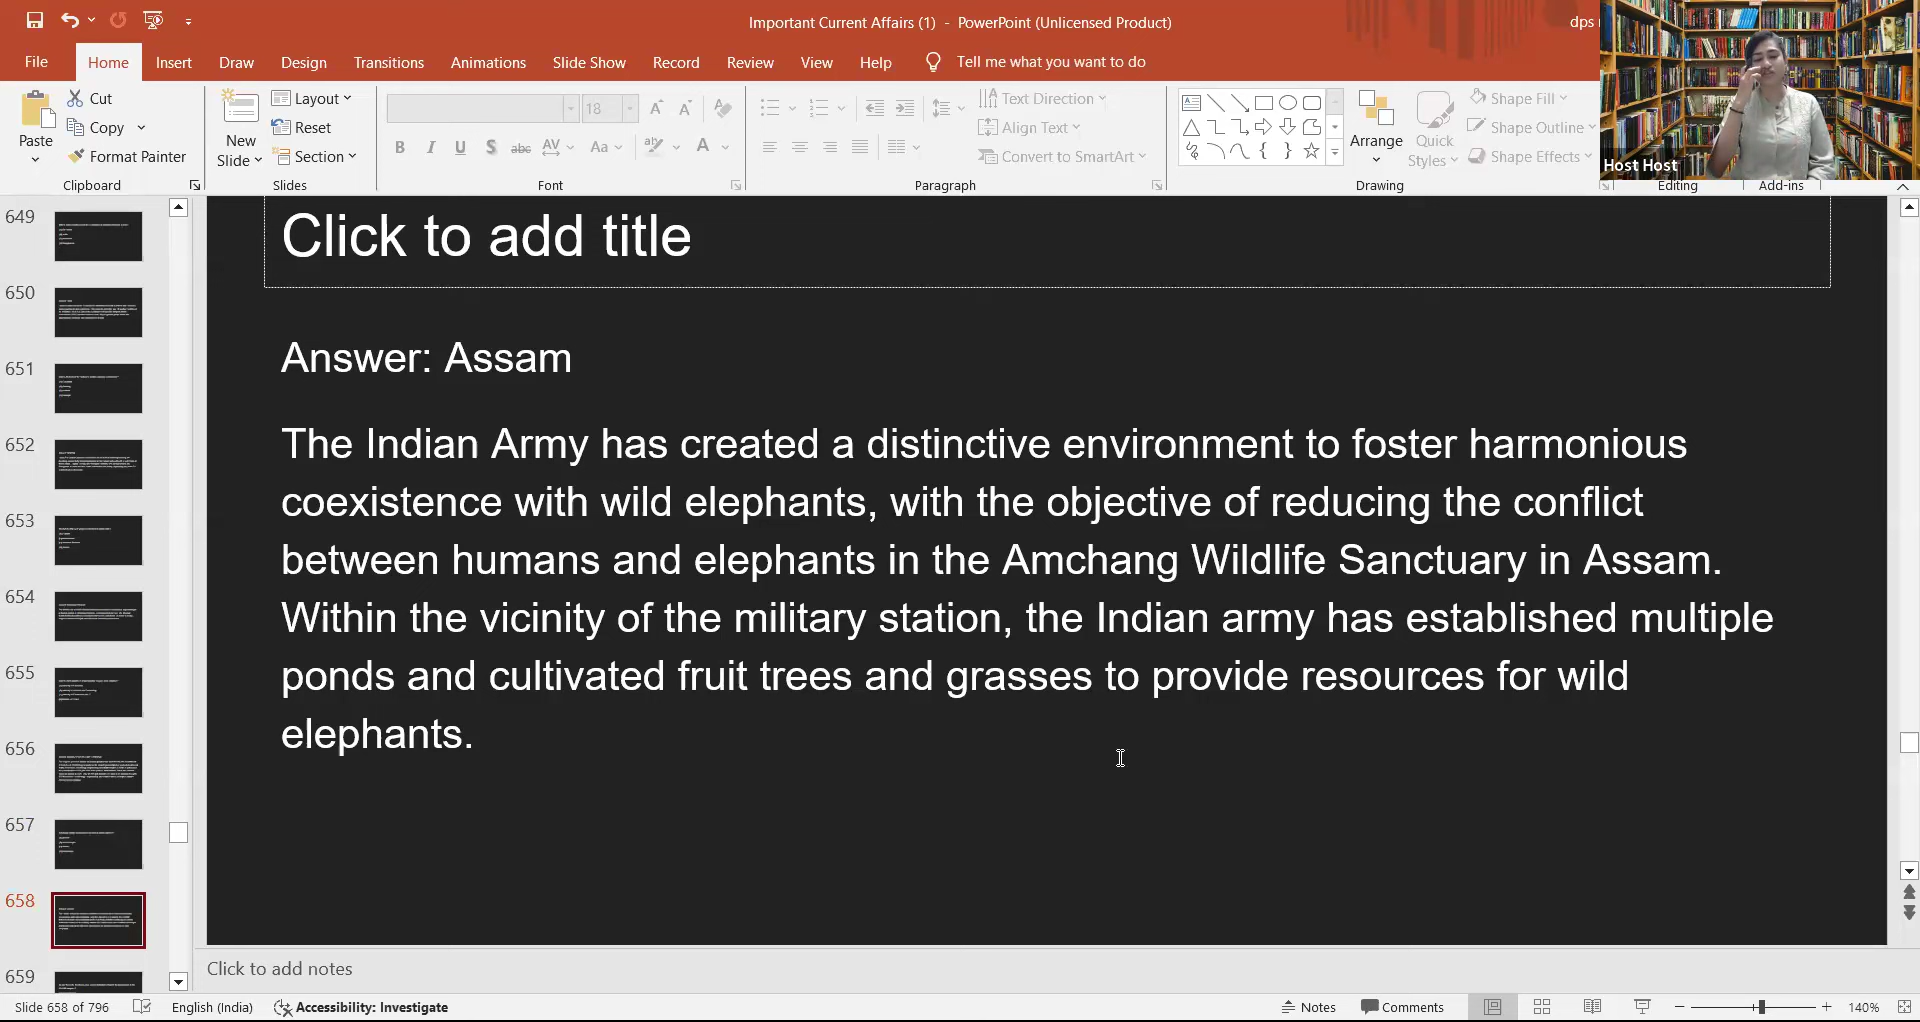 Important Current Affairs (1) - PowerPoint (Unlicensed Product)
dps
File Home Insert Draw Design Transitions Animations Slide Show Record Review View Help Tell me what you want to do
Paste
Cut
Copy
Format Painter
Clipboard
New
Slide
Layout
Reset
Section
Slides
18
B I U S abc AV Aa A
Font
Text Direction
Align Text
Convert to SmartArt
Paragraph
Arrange
Quick
Styles
Shape Fill
Shape Outline
Shape Effects
Drawing
Editing
Add-ins
Host Host
649
650
651
652
653
654
655
656
657
658
659
Click to add title
Answer: Assam
The Indian Army has created a distinctive environment to foster harmonious
coexistence with wild elephants, with the objective of reducing the conflict
between humans and elephants in the Amchang Wildlife Sanctuary in Assam.
Within the vicinity of the military station, the Indian army has established multiple
ponds and cultivated fruit trees and grasses to provide resources for wild
elephants.
Click to add notes
Slide 658 of 796 English (India) Accessibility: Investigate Notes Comments 140%